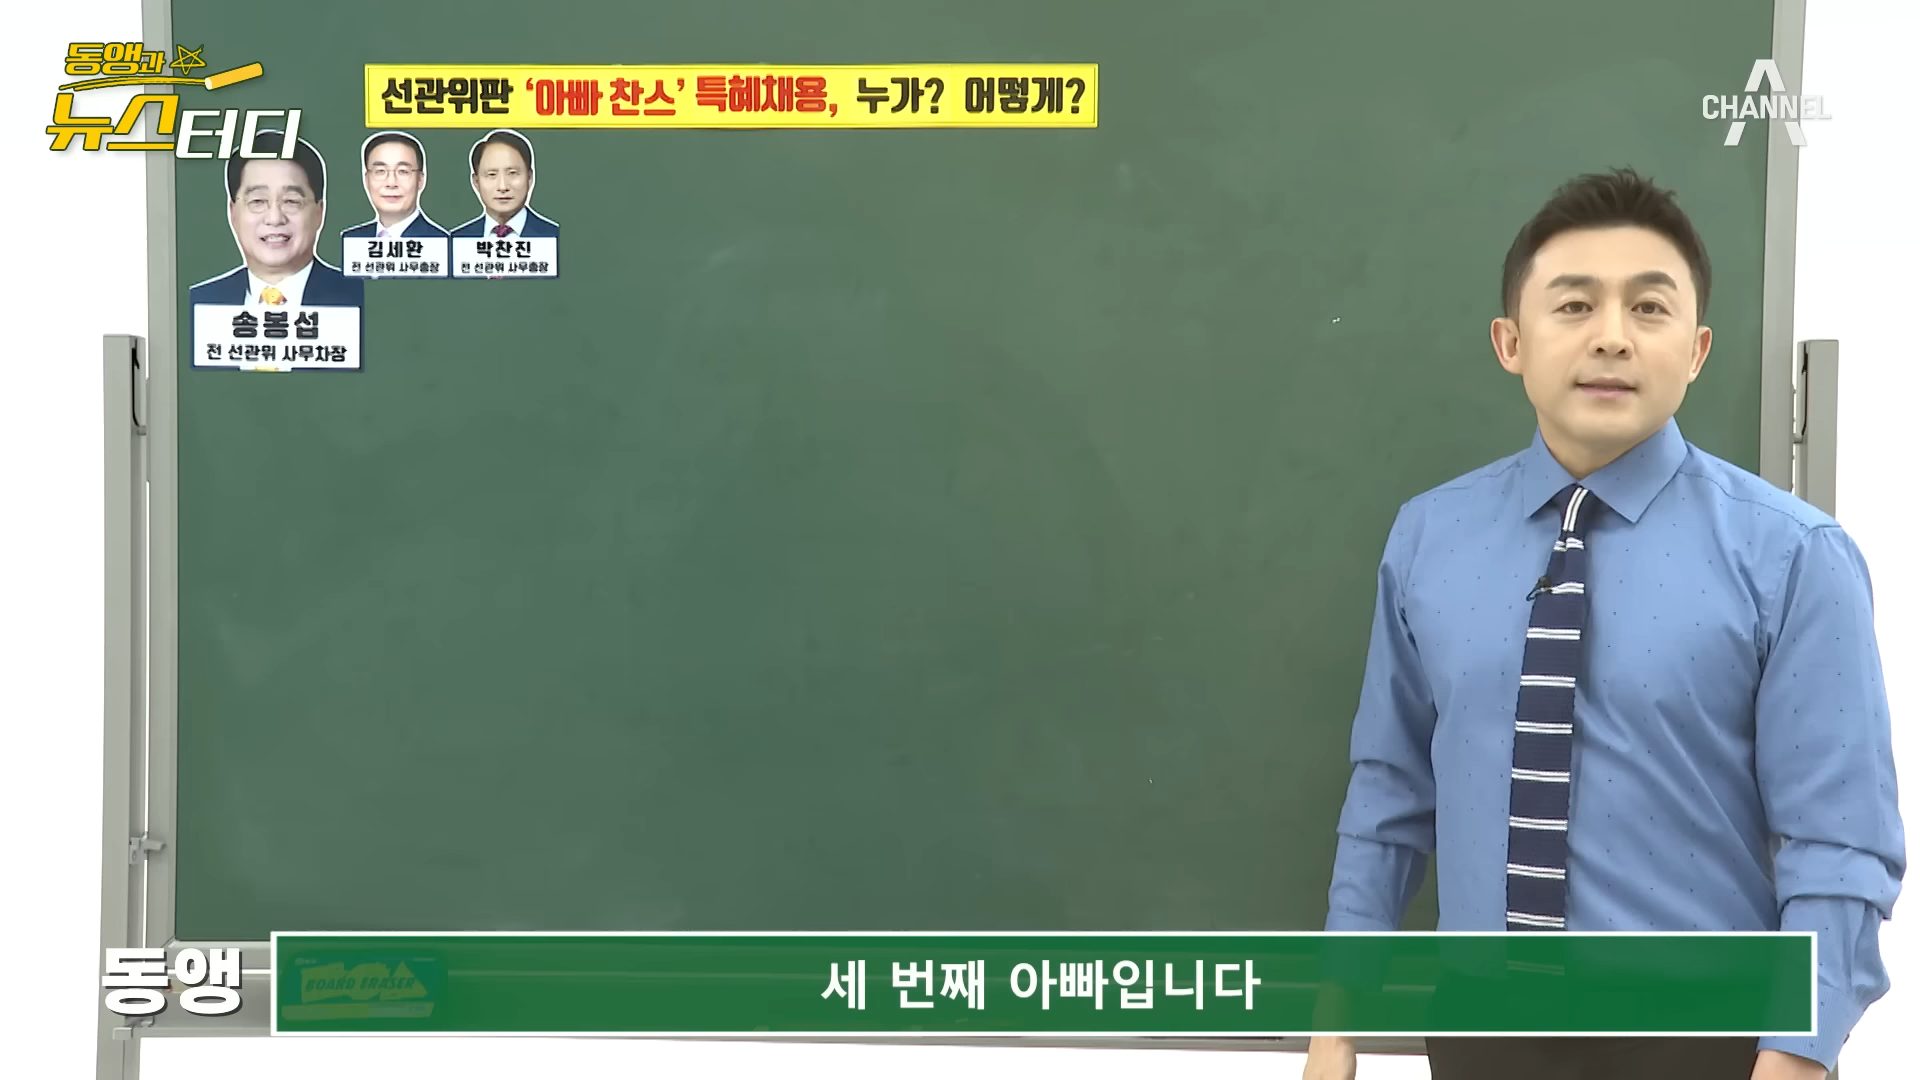 동앵과
뉴스터디
선관위판 ‘아빠 찬스’ 특혜채용, 누가? 어떻게?
CHANNEL A
송봉섭
전 선관위 사무차장
김세환
전 선관위 사무총장
박찬진
전 선관위 사무총장
BOARD ERASER
동앵
세 번째 아빠입니다